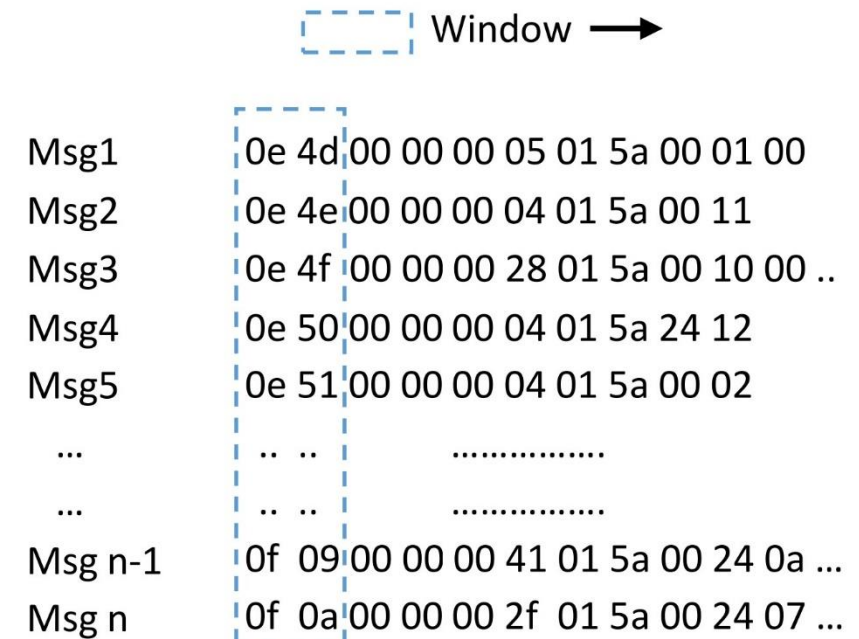 Window
Msg1 0e 4d 00 00 00 05 01 5a 00 01 00
Msg2 0e 4e 00 00 00 04 01 5a 00 11
Msg3 0e 4f 00 00 00 28 01 5a 00 10 00 ..
Msg4 0e 50 00 00 00 04 01 5a 24 12
Msg5 0e 51 00 00 00 04 01 5a 00 02
... .. .. ................
... .. .. ................
Msg n-1 0f 09 00 00 00 41 01 5a 00 24 0a ...
Msg n 0f 0a 00 00 00 2f 01 5a 00 24 07 ...